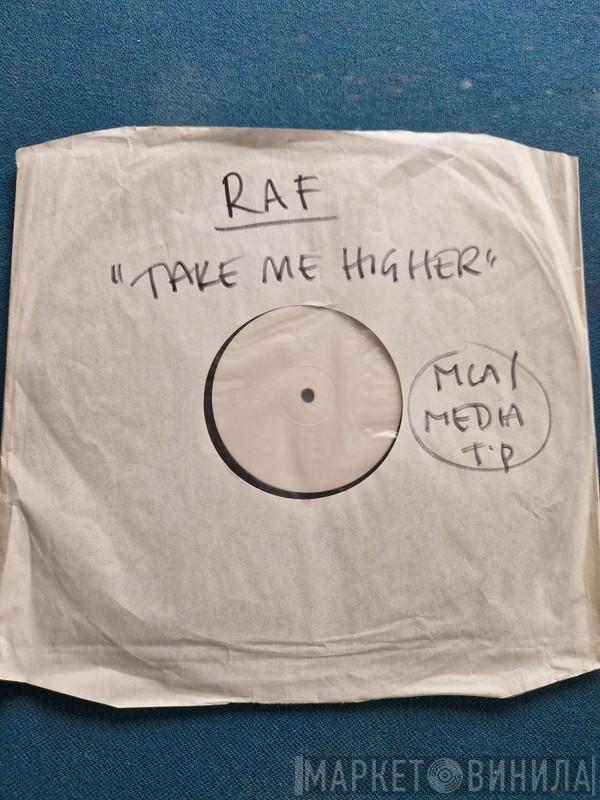 RAF
"TAKE ME HIGHER"
MCA/
MEDIA
T.P
МАРКЕТ ВИНИЛА